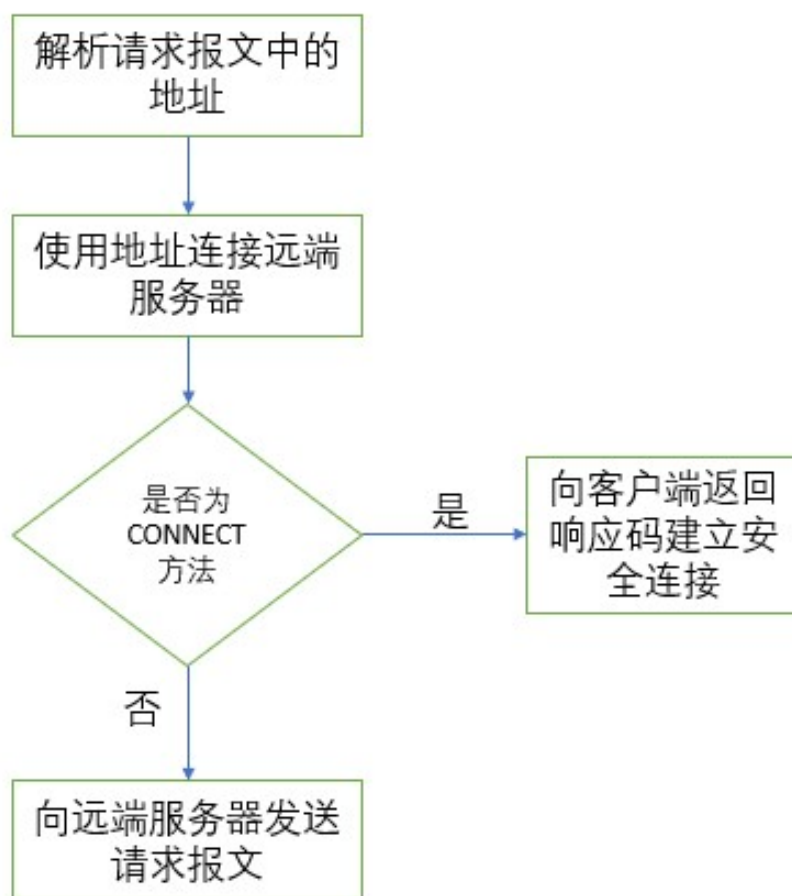 解析请求报文中的
地址
使用地址连接远端
服务器
是否为
CONNECT
方法
是
向客户端返回
响应码建立安
全连接
否
向远端服务器发送
请求报文